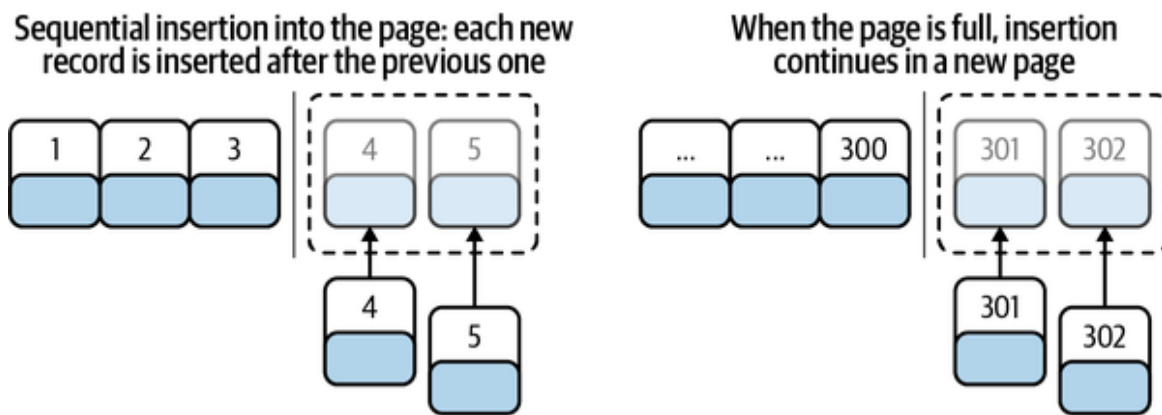 Sequential insertion into the page: each new
record is inserted after the previous one
1 2 3 4 5
4
5
When the page is full, insertion
continues in a new page
... ... 300 301 302
301
302